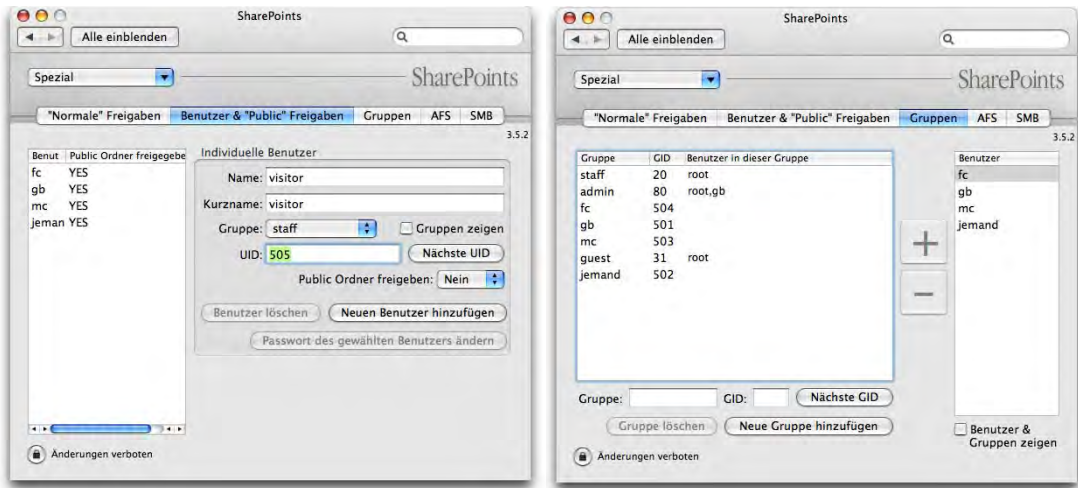 SharePoints
Alle einblenden
Spezial
SharePoints
"Normale" Freigaben Benutzer & "Public" Freigaben Gruppen AFS SMB
3.5.2
Benut Public Ordner freigegebe
fc YES
gb YES
mc YES
jeman YES
Individuelle Benutzer
Name: visitor
Kurzname: visitor
Gruppe: staff Gruppen zeigen
UID: 505 Nächste UID
Public Ordner freigeben: Nein
Benutzer löschen Neuen Benutzer hinzufügen
Passwort des gewählten Benutzers ändern
Änderungen verboten
SharePoints
Alle einblenden
Spezial
SharePoints
"Normale" Freigaben Benutzer & "Public" Freigaben Gruppen AFS SMB
3.5.2
Gruppe GID Benutzer in dieser Gruppe
staff 20 root
admin 80 root,gb
fc 504
gb 501
mc 503
guest 31 root
jemand 502
Benutzer
fc
gb
mc
jemand
Gruppe: GID: Nächste GID
Gruppe löschen Neue Gruppe hinzufügen
Benutzer &
Gruppen zeigen
Änderungen verboten